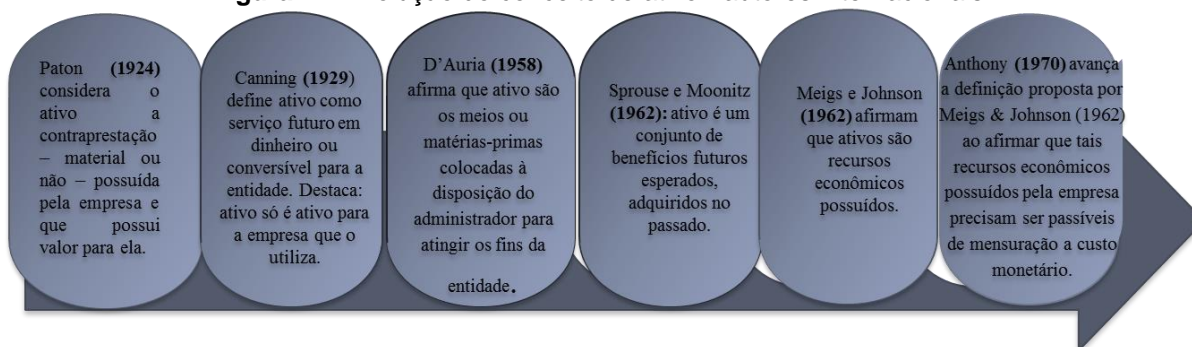 Paton (1924)
considera o
ativo a
contraprestação
– material ou
não – possuída
pela empresa e
que possui
valor para ela.
Canning (1929)
define ativo como
serviço futuro em
dinheiro ou
conversível para a
entidade. Destaca:
ativo só é ativo para
a empresa que o
utiliza.
D’Auria (1958)
afirma que ativo são
os meios ou
matérias-primas
colocadas à
disposição do
administrador para
atingir os fins da
entidade.
Sprouse e Moonitz
(1962): ativo é um
conjunto de
benefícios futuros
esperados,
adquiridos no
passado.
Meigs e Johnson
(1962) afirmam
que ativos são
recursos
econômicos
possuídos.
Anthony (1970) avança
a definição proposta por
Meigs & Johnson (1962)
ao afirmar que tais
recursos econômicos
possuídos pela empresa
precisam ser passíveis
de mensuração a custo
monetário.